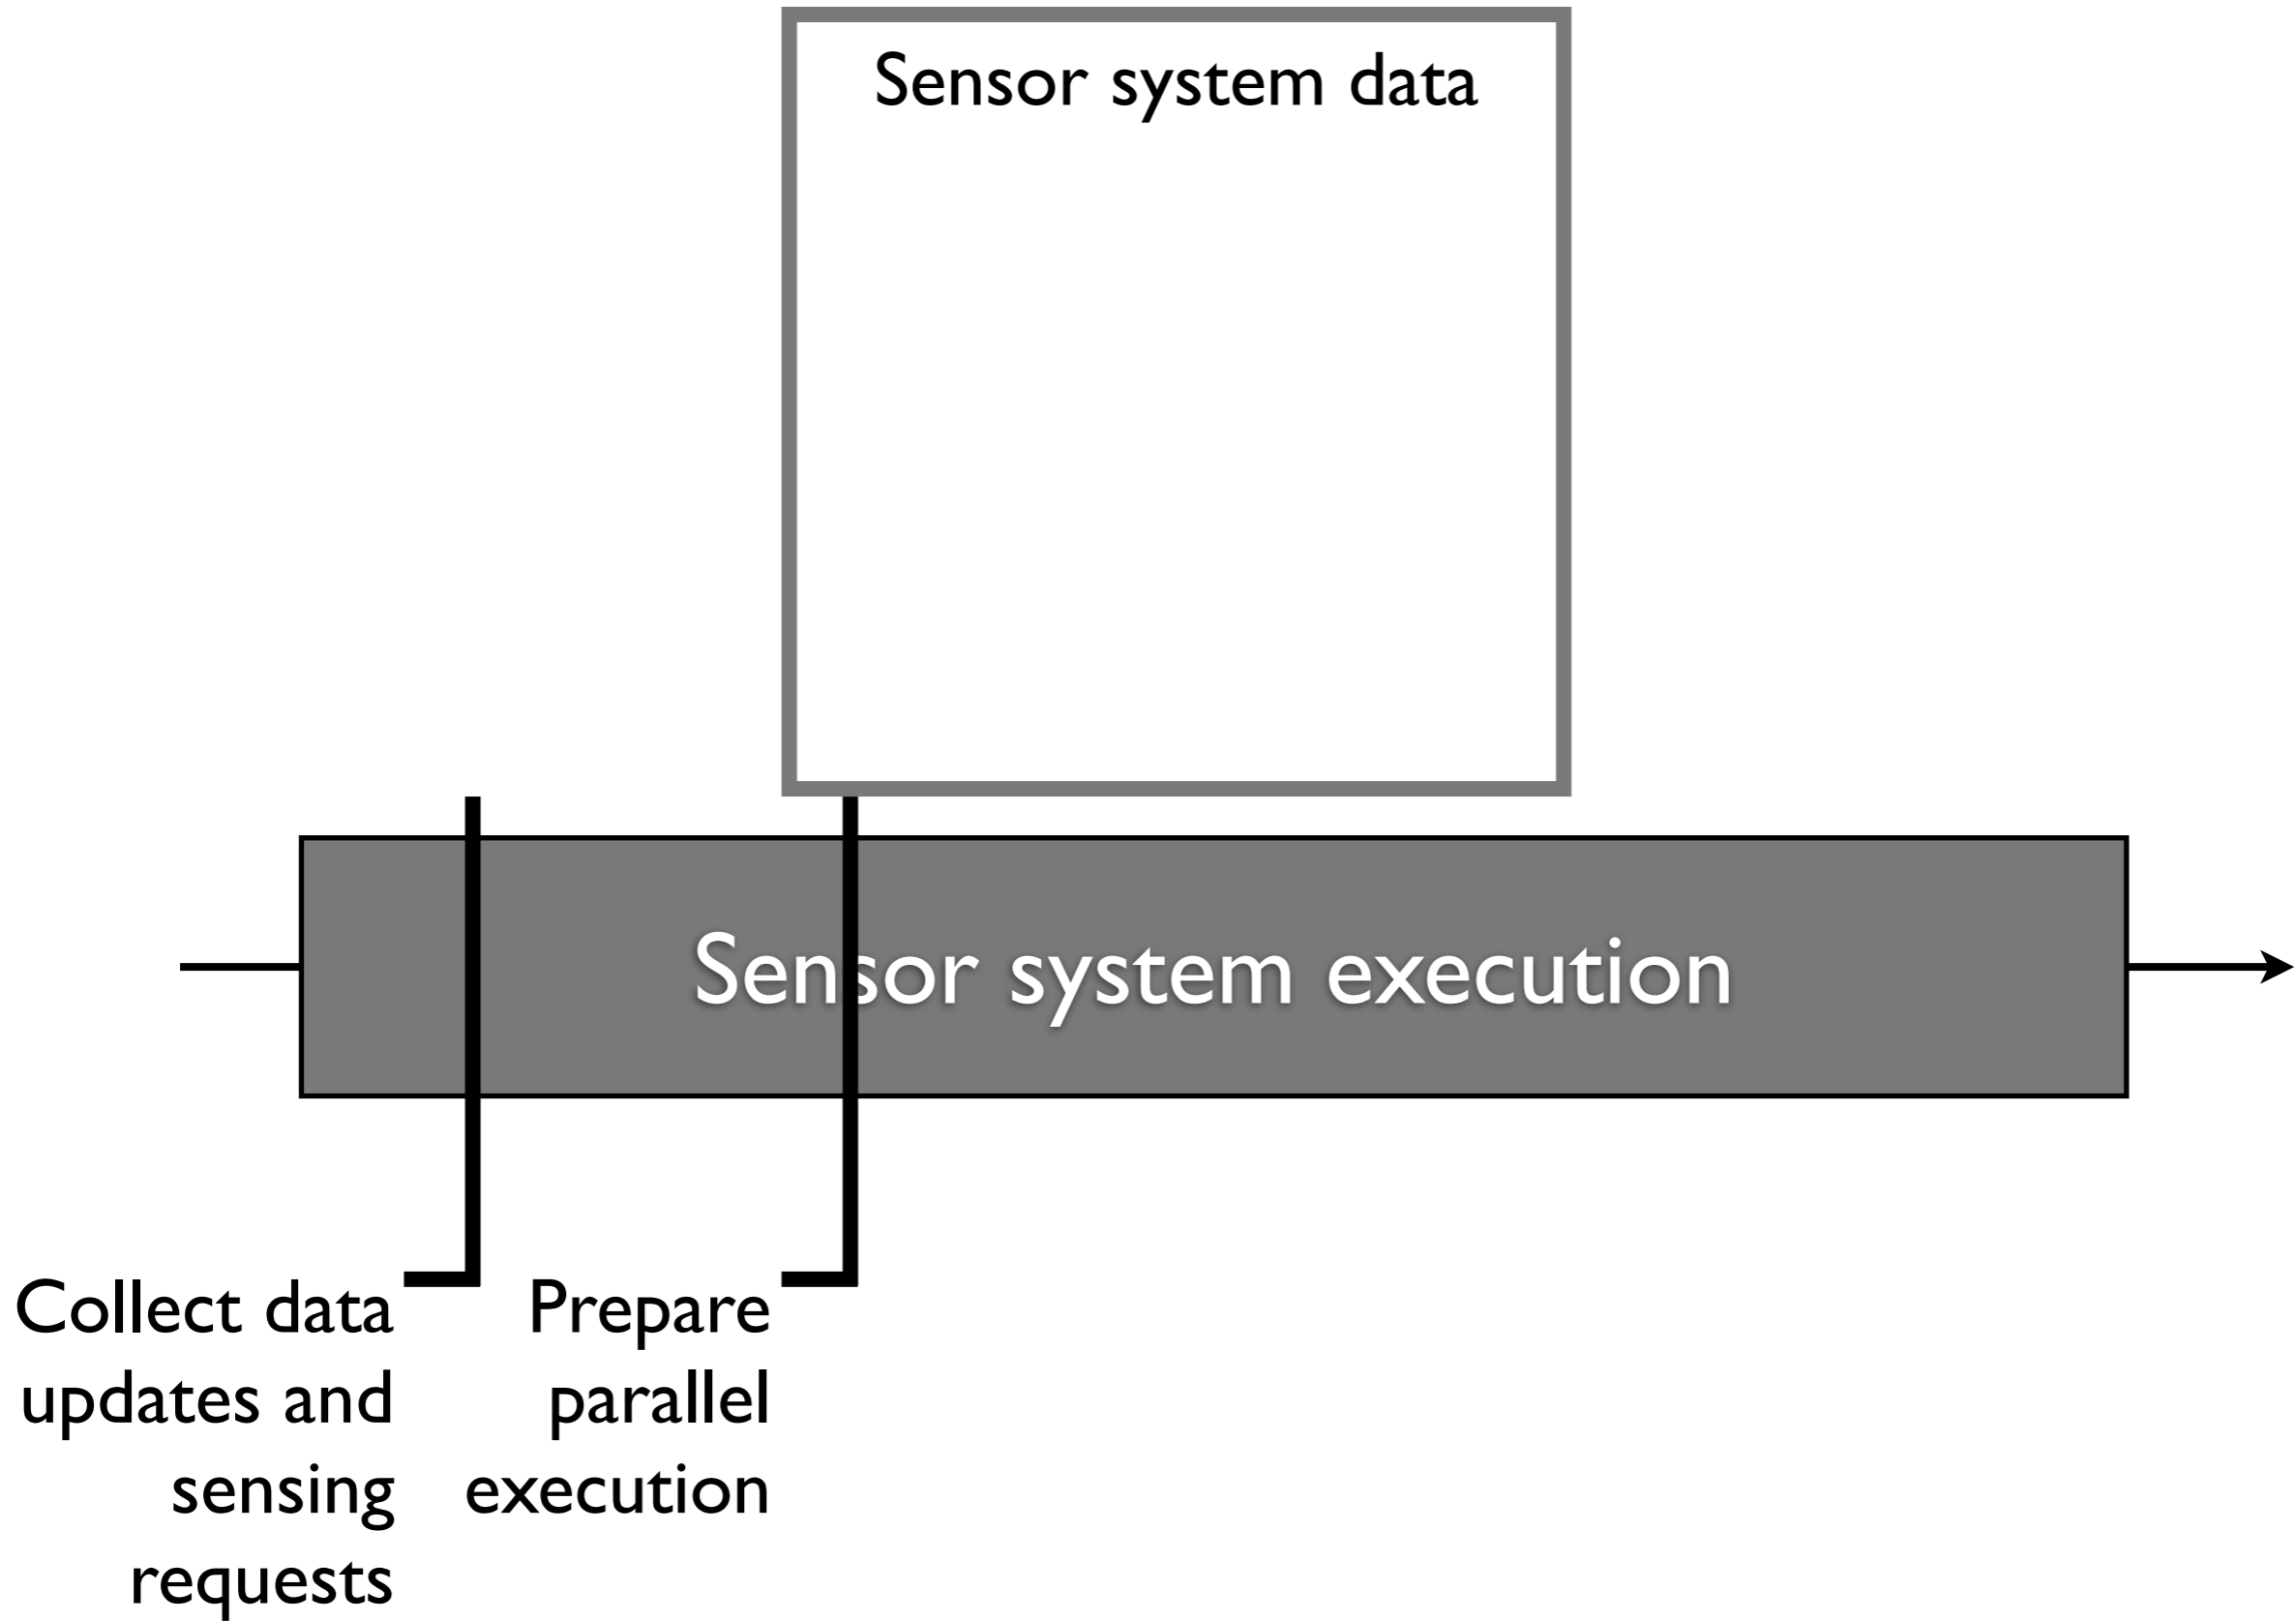 Sensor system data
Sensor system execution
Collect data
updates and
sensing
requests
Prepare
parallel
execution